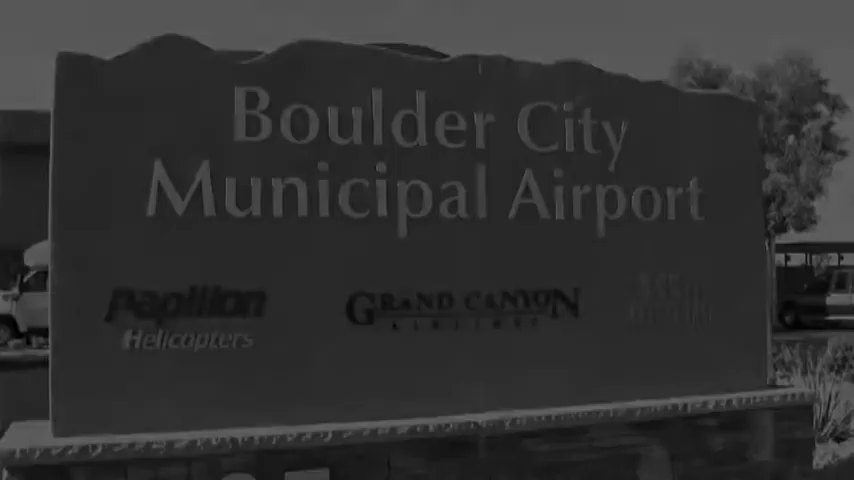 Boulder City
Municipal Airport
papillon
Helicopters
GRAND CANYON
AIRLINES